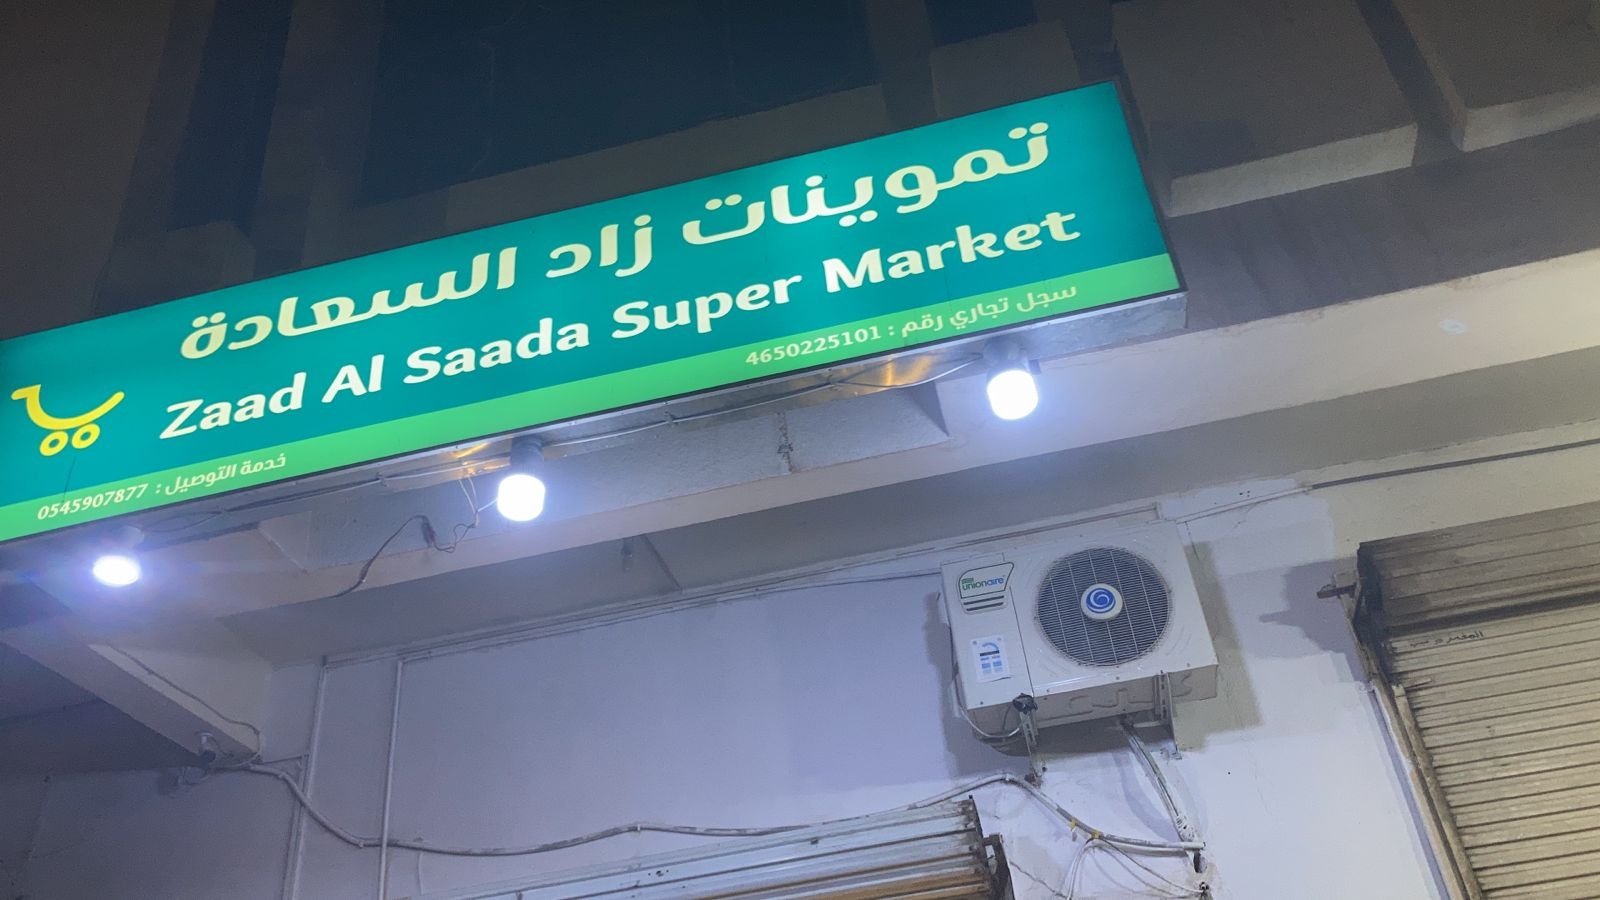 تموينات زاد السعادة
Zaad Al Saada Super Market
سجل تجاري رقم : 4650225101
خدمة التوصيل : 0545907877
unionaire